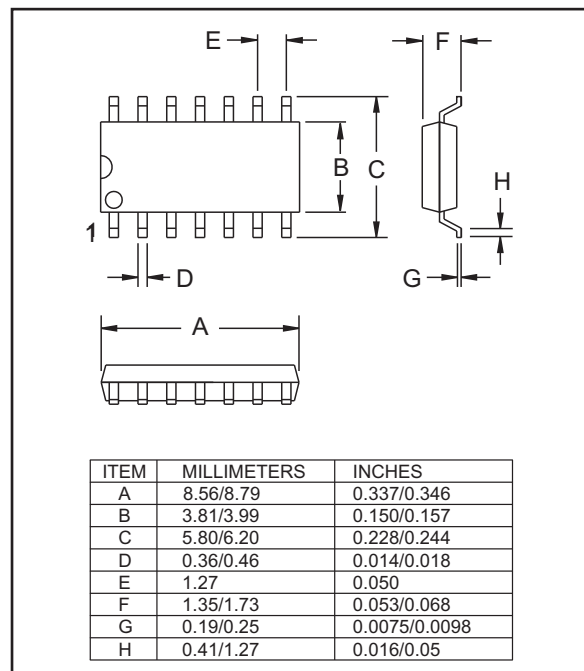 E
F
B
C
H
1
D
G
A
ITEM MILLIMETERS INCHES
A 8.56/8.79 0.337/0.346
B 3.81/3.99 0.150/0.157
C 5.80/6.20 0.228/0.244
D 0.36/0.46 0.014/0.018
E 1.27 0.050
F 1.35/1.73 0.053/0.068
G 0.19/0.25 0.0075/0.0098
H 0.41/1.27 0.016/0.05